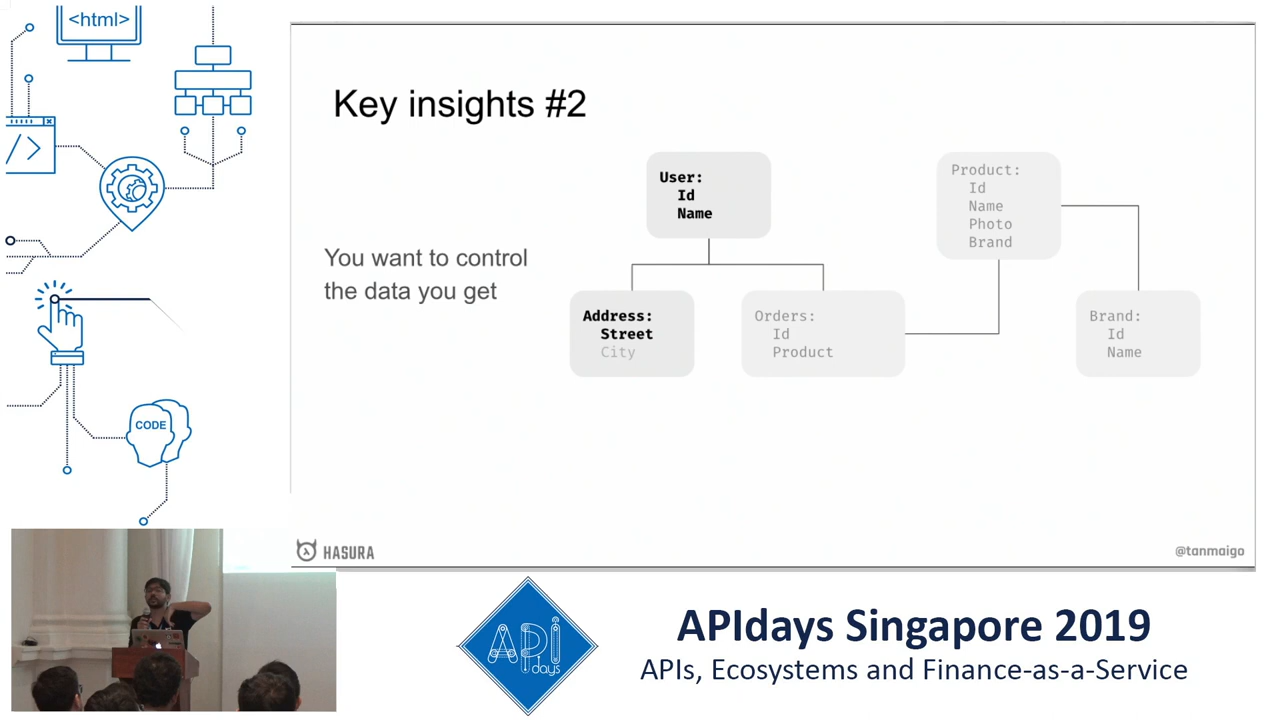 <html>
</>
CODE
Key insights #2
You want to control
the data you get
User:
Id
Name
Address:
Street
City
Orders:
Id
Product
Product:
Id
Name
Photo
Brand
Brand:
Id
Name
HASURA
@tanmaigo
API
days
APIdays Singapore 2019
APIs, Ecosystems and Finance-as-a-Service